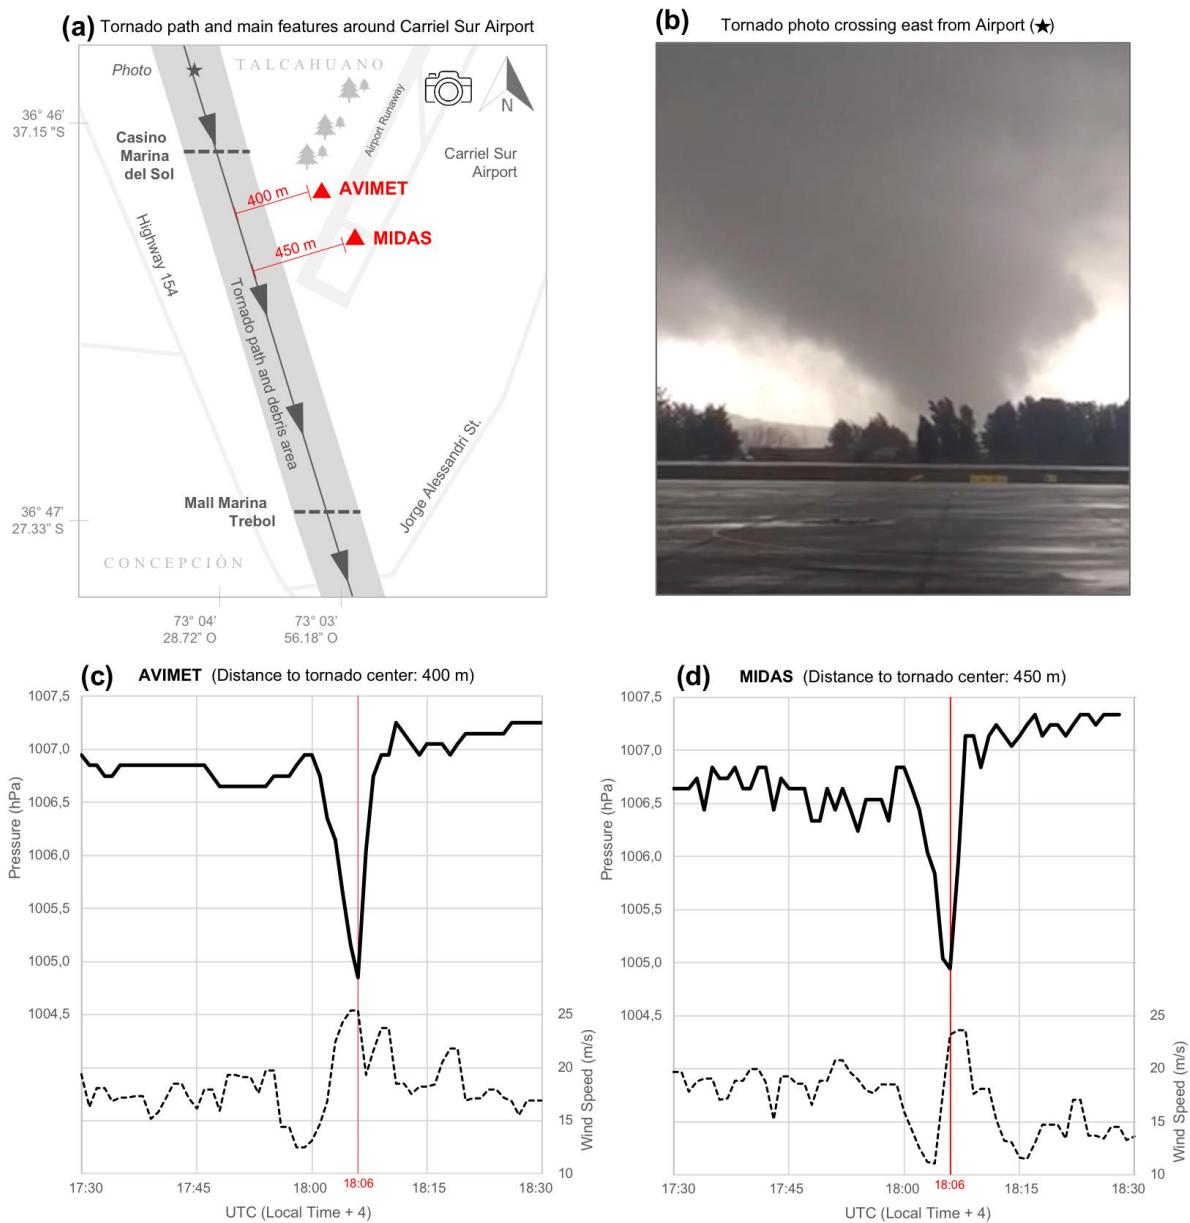 (a) Tornado path and main features around Carriel Sur Airport
Photo
TALCAHUANO
N
36° 46'
37.15 "S
Casino
Marina
del Sol
Airport Runaway
Carriel Sur
Airport
400 m
AVIMET
450 m
MIDAS
Highway 154
Tornado path and debris area
Jorge Alessandri St.
Mall Marina
Trebol
36° 47'
27.33" S
CONCEPCIÓN
73° 04'
28.72" O
73° 03'
56.18" O
(b) Tornado photo crossing east from Airport (★)
(c) AVIMET (Distance to tornado center: 400 m)
1007,5
1007,0
1006,5
1006,0
1005,5
1005,0
1004,5
Pressure (hPa)
25
20
15
10
Wind Speed (m/s)
17:30
17:45
18:00
18:06
18:15
18:30
UTC (Local Time + 4)
(d) MIDAS (Distance to tornado center: 450 m)
1007,5
1007,0
1006,5
1006,0
1005,5
1005,0
1004,5
Pressure (hPa)
25
20
15
10
Wind Speed (m/s)
17:30
17:45
18:00
18:06
18:15
18:30
UTC (Local Time + 4)